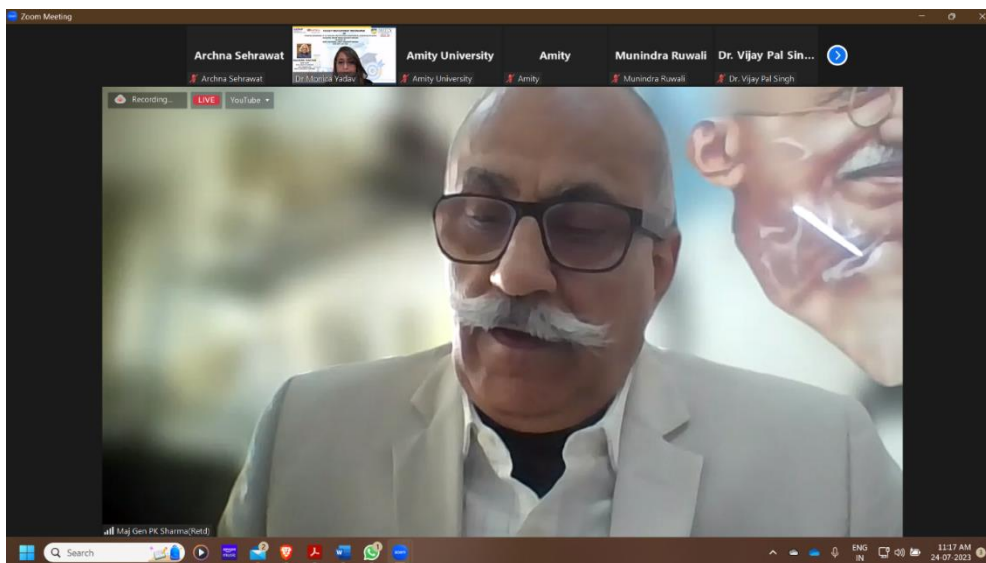 Zoom Meeting
Archna Sehrawat
Amity University
Amity
Munindra Ruwali
Dr. Vijay Pal Sin...
Archna Sehrawat
Dr Monica Yadav
Amity University
Amity
Munindra Ruwali
Dr. Vijay Pal Singh
Recording...
LIVE
YouTube
Maj Gen PK Sharma(Retd)
Search
ENG
IN
11:17 AM
24-07-2023